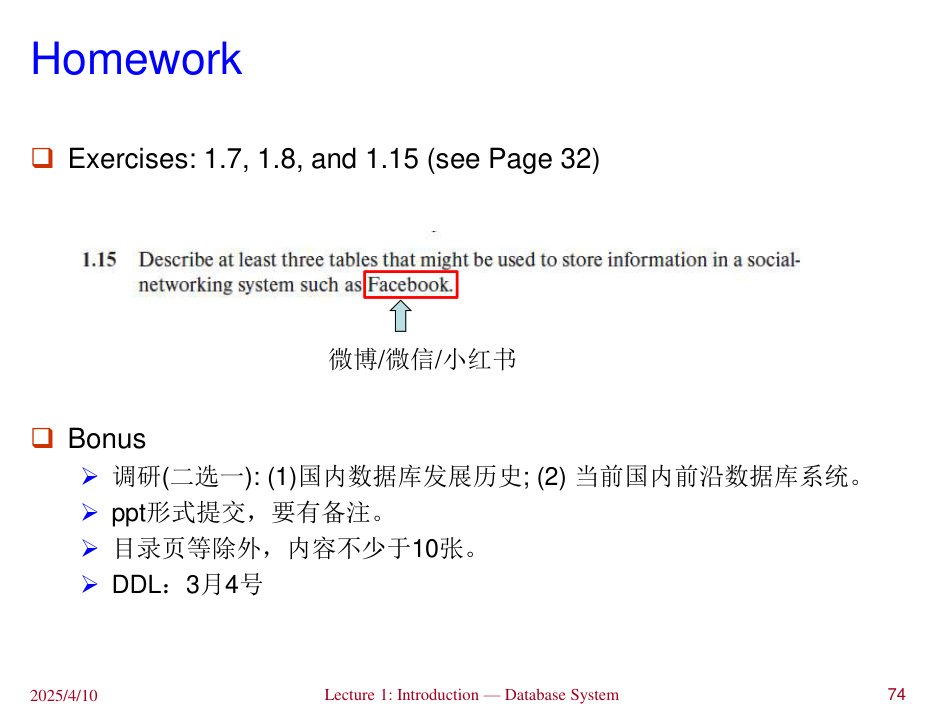 Homework
Exercises: 1.7, 1.8, and 1.15 (see Page 32)
1.15 Describe at least three tables that might be used to store information in a social-
networking system such as Facebook.
微博/微信/小红书
Bonus
调研(二选一): (1)国内数据库发展历史; (2) 当前国内前沿数据库系统。
ppt形式提交，要有备注。
目录页等除外，内容不少于10张。
DDL：3月4号
2025/4/10 Lecture 1: Introduction — Database System 74